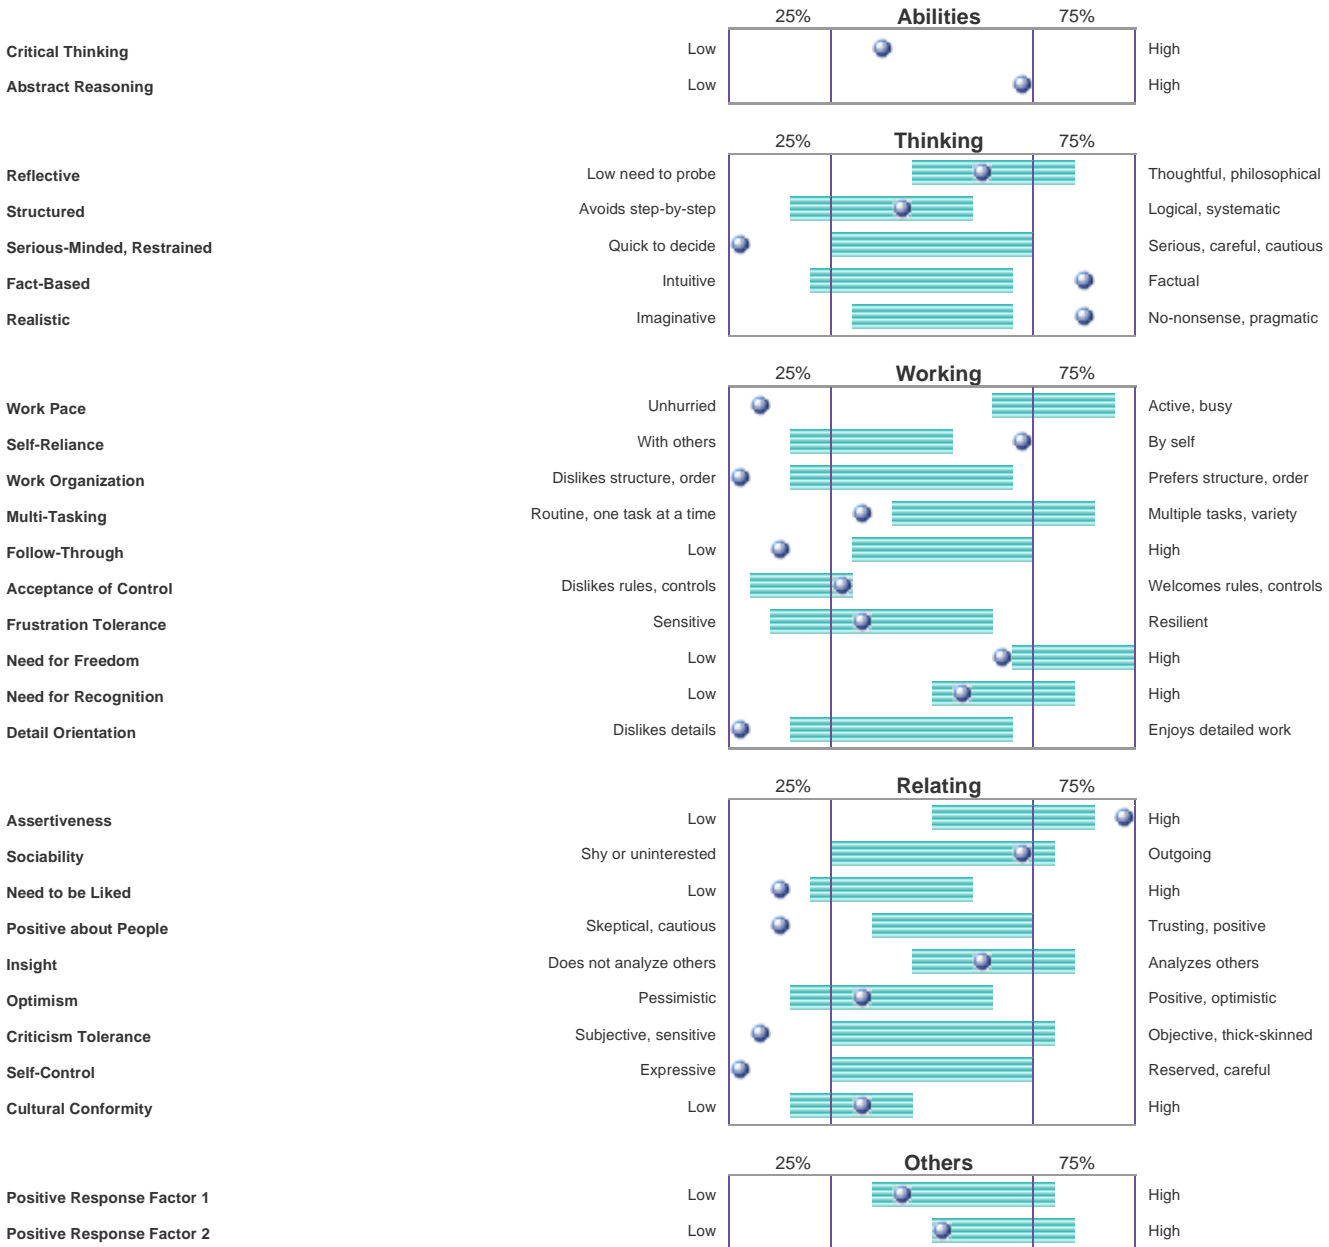 25% Abilities 75%
Critical Thinking Low High
Abstract Reasoning Low High
25% Thinking 75%
Reflective Low need to probe Thoughtful, philosophical
Structured Avoids step-by-step Logical, systematic
Serious-Minded, Restrained Quick to decide Serious, careful, cautious
Fact-Based Intuitive Factual
Realistic Imaginative No-nonsense, pragmatic
25% Working 75%
Work Pace Unhurried Active, busy
Self-Reliance With others By self
Work Organization Dislikes structure, order Prefers structure, order
Multi-Tasking Routine, one task at a time Multiple tasks, variety
Follow-Through Low High
Acceptance of Control Dislikes rules, controls Welcomes rules, controls
Frustration Tolerance Sensitive Resilient
Need for Freedom Low High
Need for Recognition Low High
Detail Orientation Dislikes details Enjoys detailed work
25% Relating 75%
Assertiveness Low High
Sociability Shy or uninterested Outgoing
Need to be Liked Low High
Positive about People Skeptical, cautious Trusting, positive
Insight Does not analyze others Analyzes others
Optimism Pessimistic Positive, optimistic
Criticism Tolerance Subjective, sensitive Objective, thick-skinned
Self-Control Expressive Reserved, careful
Cultural Conformity Low High
25% Others 75%
Positive Response Factor 1 Low High
Positive Response Factor 2 Low High